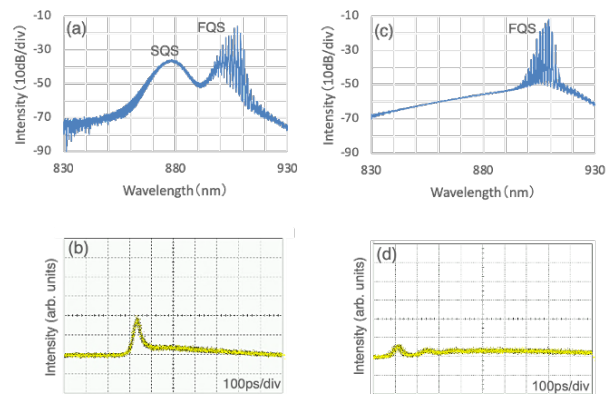 (a)
SQS
FQS
Intensity (10dB/div)
-10
-30
-50
-70
-90
830
880
930
Wavelength (nm)
(c)
FQS
Intensity (10dB/div)
-10
-30
-50
-70
-90
830
880
930
Wavelength (nm)
(b)
Intensity (arb. units)
100ps/div
(d)
Intensity (arb. units)
100ps/div